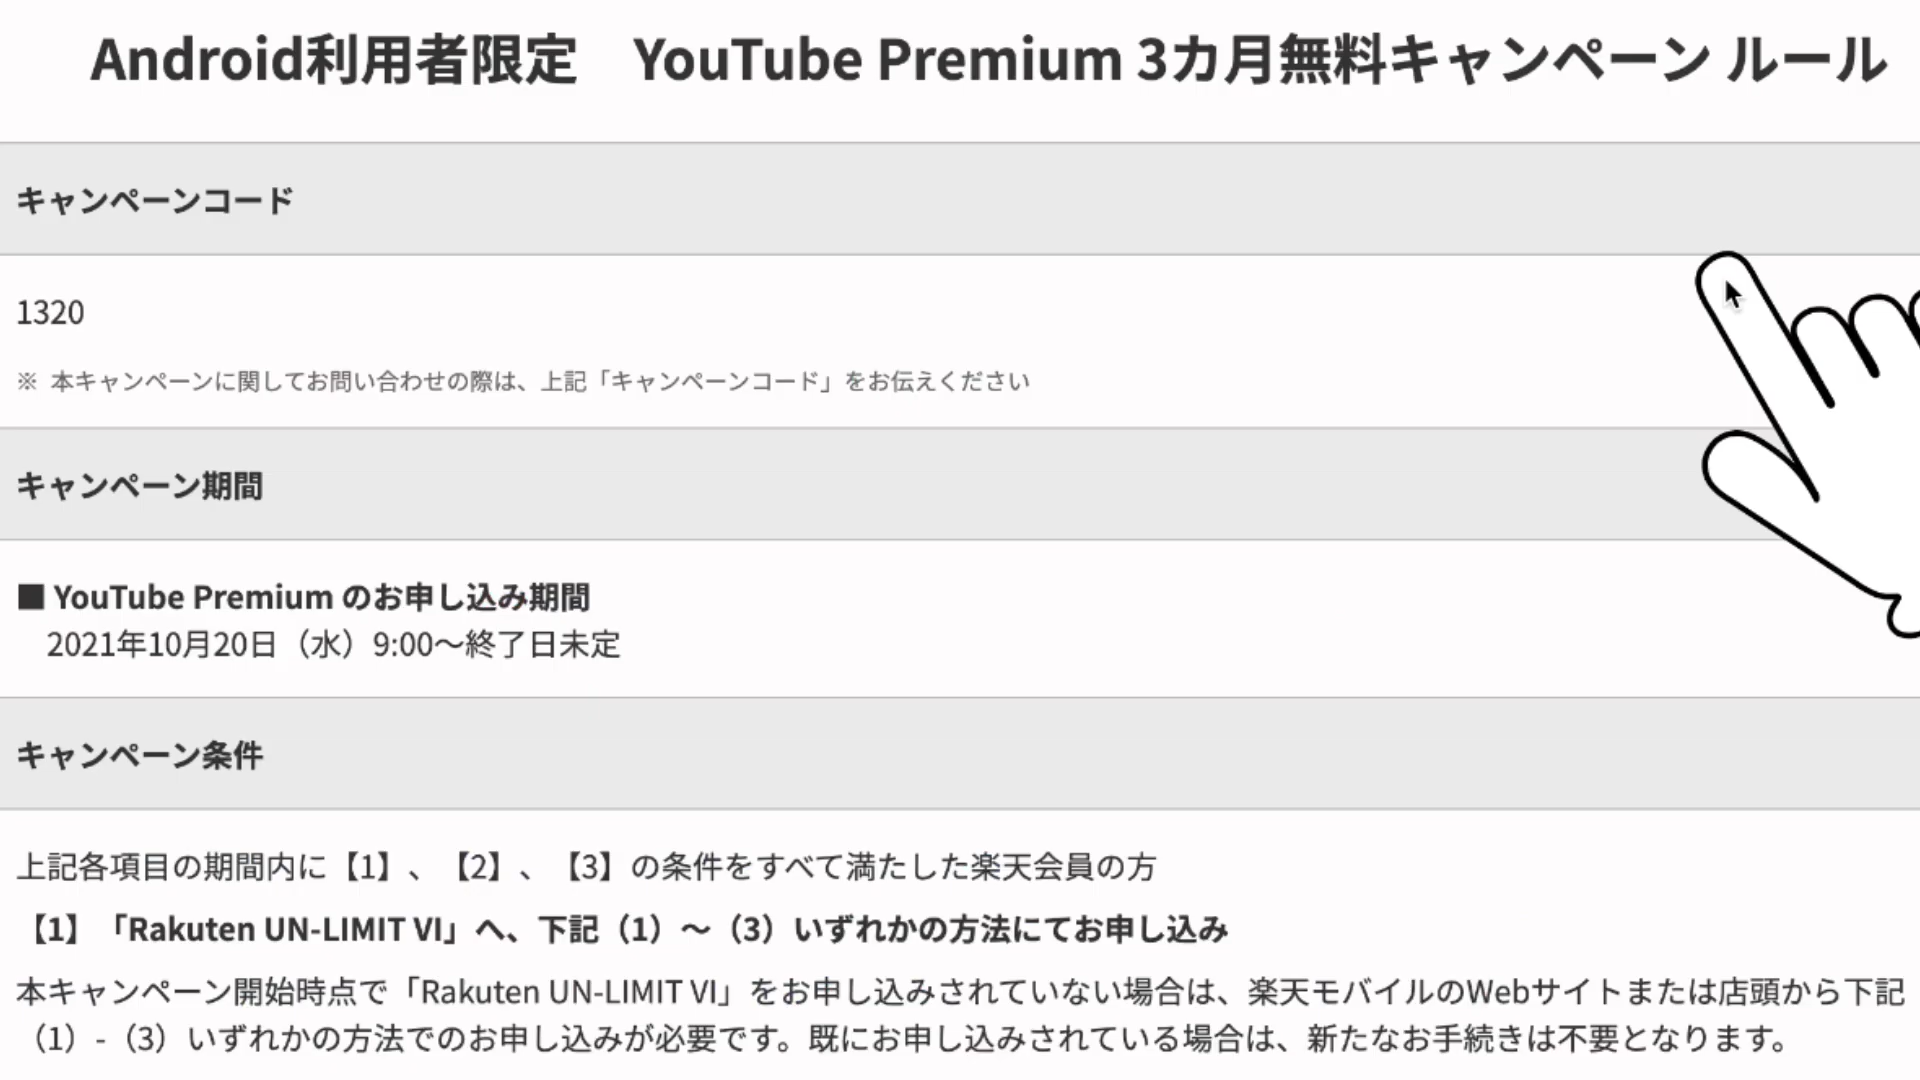 Android利用者限定　YouTube Premium 3カ月無料キャンペーン ルール
キャンペーンコード
1320
※ 本キャンペーンに関してお問い合わせの際は、上記「キャンペーンコード」をお伝えください
キャンペーン期間
■ YouTube Premium のお申し込み期間
2021年10月20日（水）9:00～終了日未定
キャンペーン条件
上記各項目の期間内に【1】、【2】、【3】の条件をすべて満たした楽天会員の方
【1】「Rakuten UN-LIMIT VI」へ、下記（1）～（3）いずれかの方法にてお申し込み
本キャンペーン開始時点で「Rakuten UN-LIMIT VI」をお申し込みされていない場合は、楽天モバイルのWebサイトまたは店頭から下記
（1）-（3）いずれかの方法でのお申し込みが必要です。既にお申し込みされている場合は、新たなお手続きは不要となります。